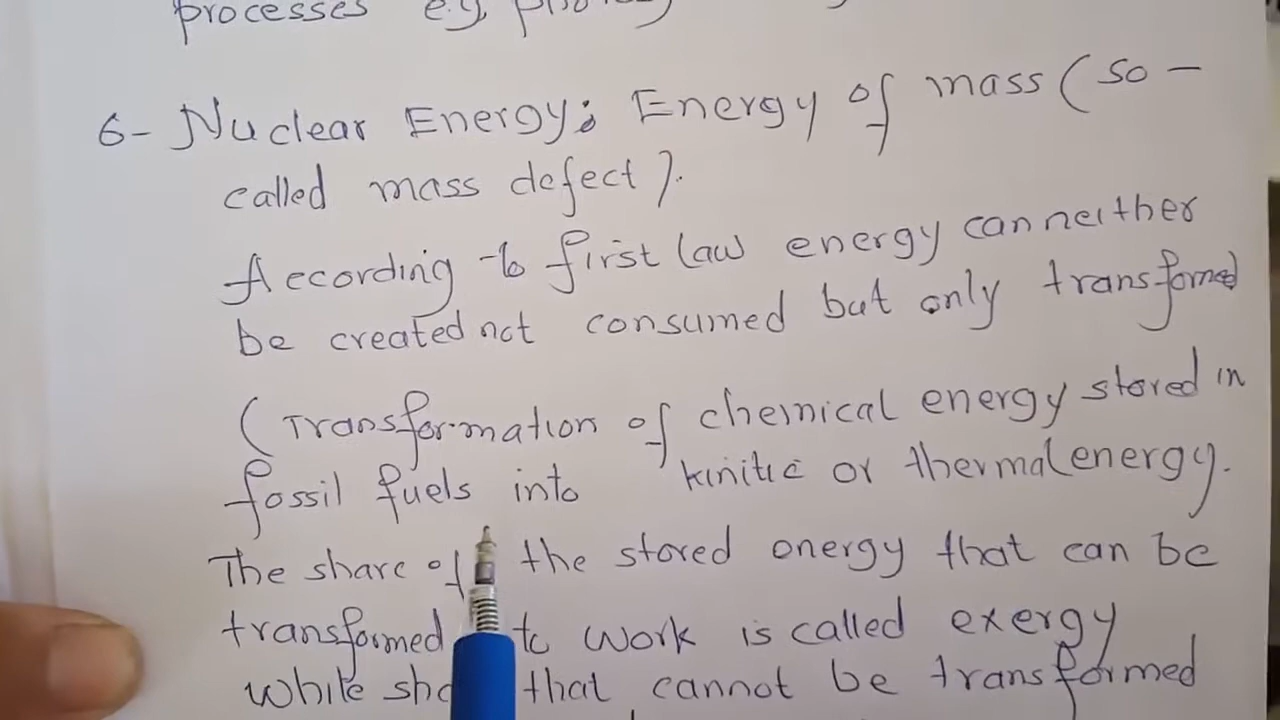 processes e.g.
6- Nuclear Energy: Energy of mass (so-
called mass defect).
According to first law energy can neither
be created not consumed but only transformed
(Transformation of chemical energy stored in
fossil fuels into kinitic or thermal energy.
The share of the stored energy that can be
transformed to work is called exergy
while that cannot be transformed